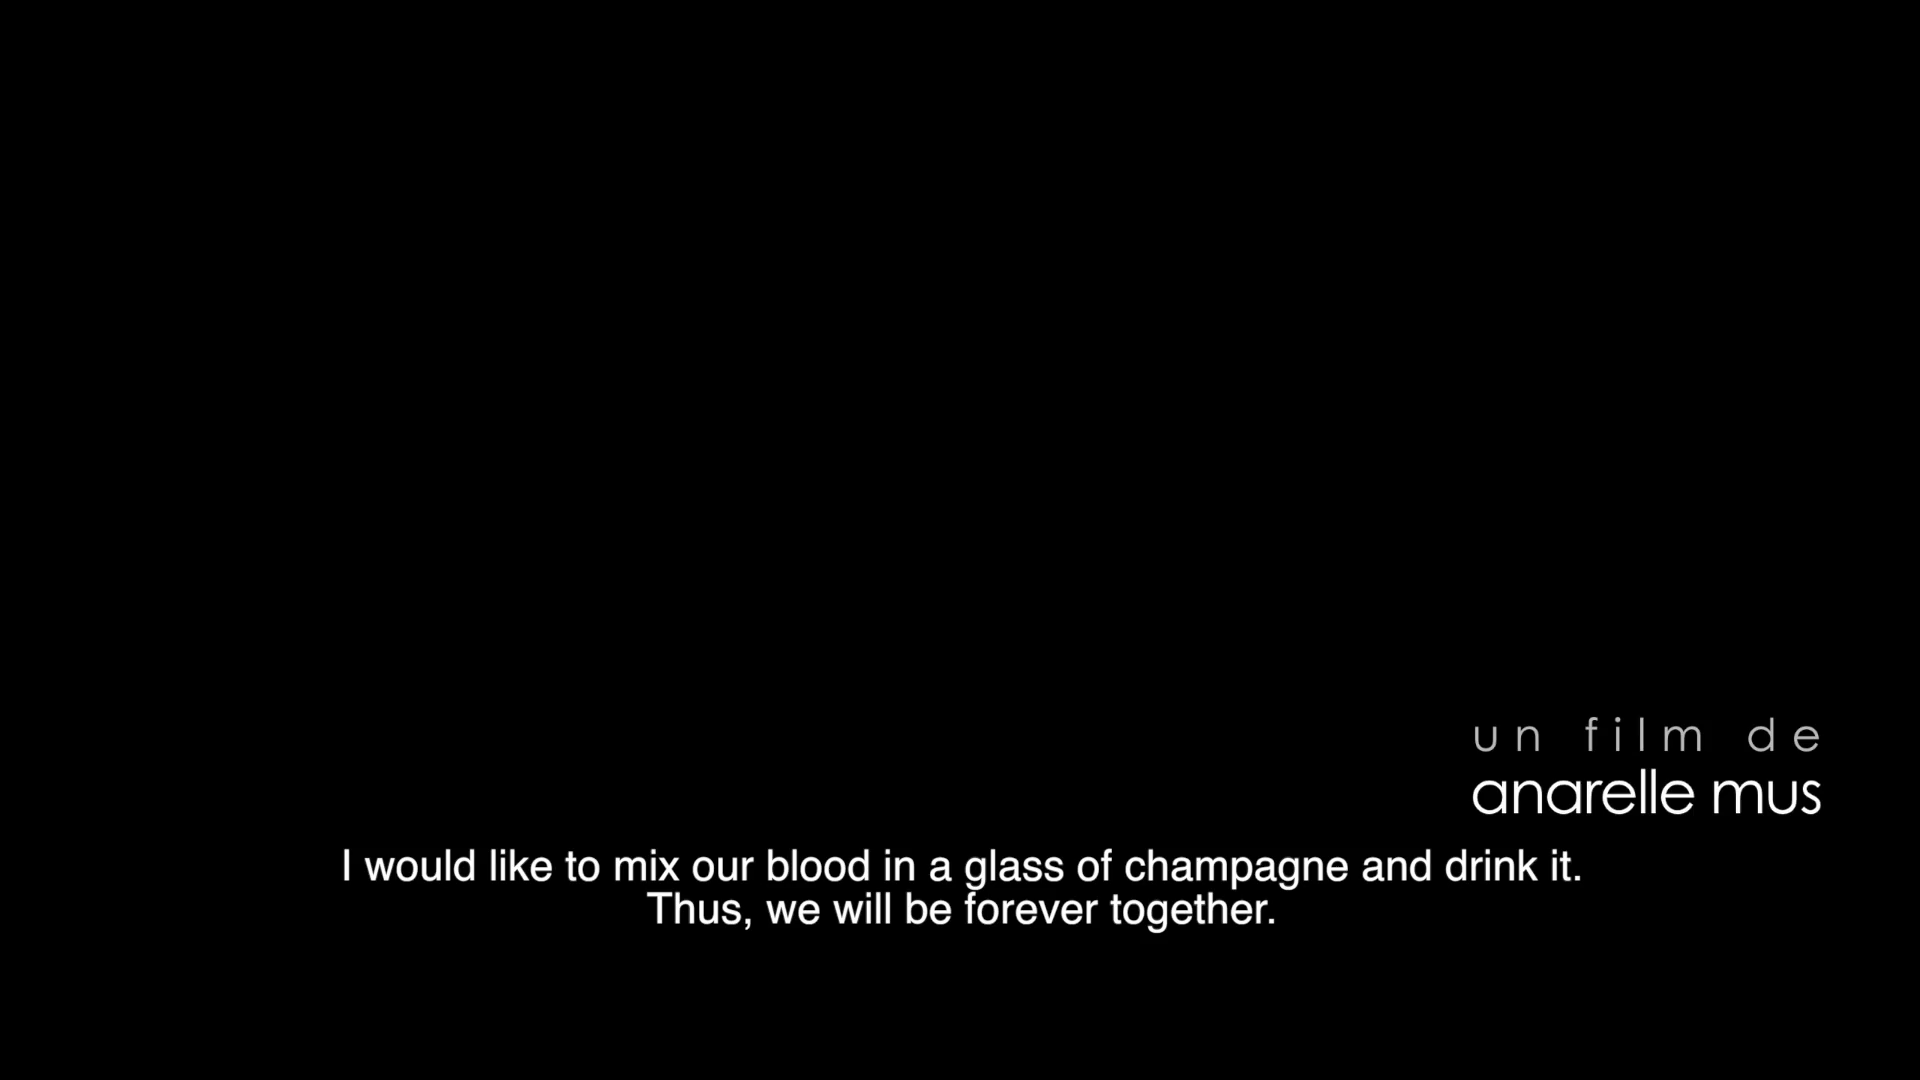 un film de
anarelle mus
I would like to mix our blood in a glass of champagne and drink it.
Thus, we will be forever together.